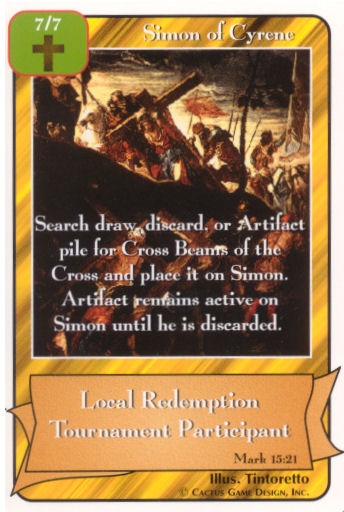 7/7
Simon of Cyrene
Search draw, discard, or Artifact
pile for Cross Beams of the
Cross and place it on Simon.
Artifact remains active on
Simon until he is discarded.
Local Redemption
Tournament Participant
Mark 15:21
Illus. Tintoretto
© Cactus Game Design, Inc.